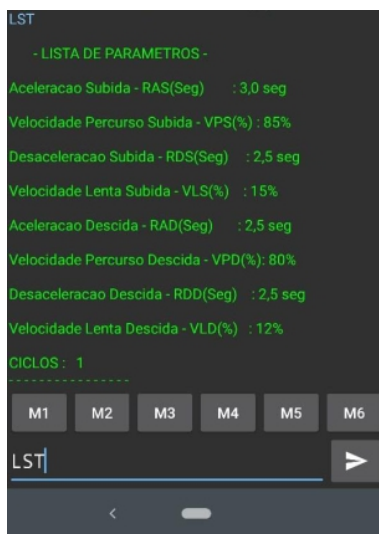 LST
- LISTA DE PARAMETROS -
Aceleracao Subida - RAS(Seg) : 3,0 seg
Velocidade Percurso Subida - VPS(%) : 85%
Desaceleracao Subida - RDS(Seg) : 2,5 seg
Velocidade Lenta Subida - VLS(%) : 15%
Aceleracao Descida - RAD(Seg) : 2,5 seg
Velocidade Percurso Descida - VPD(%): 80%
Desaceleracao Descida - RDD(Seg) : 2,5 seg
Velocidade Lenta Descida - VLD(%) : 12%
CICLOS : 1
- - - - - - - - - - - - - - - -
M1 M2 M3 M4 M5 M6
LST